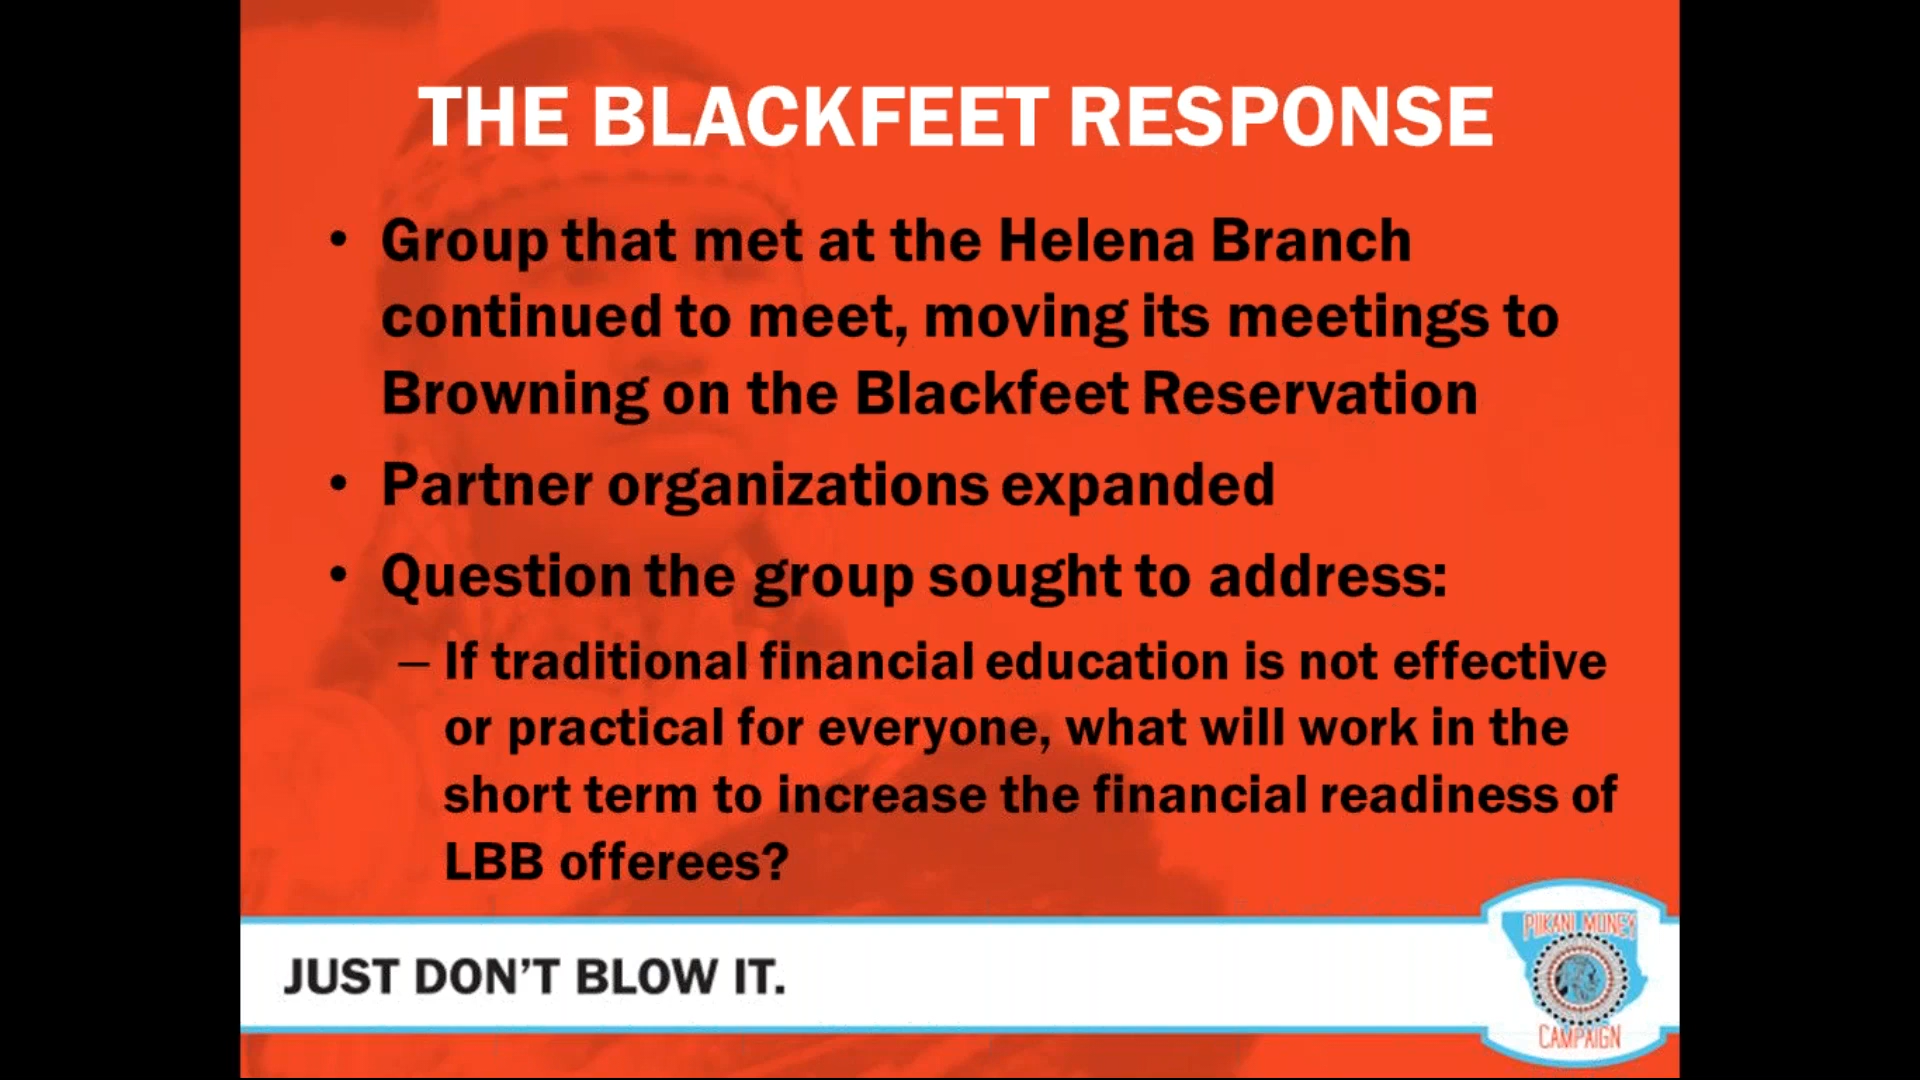 THE BLACKFEET RESPONSE
• Group that met at the Helena Branch
continued to meet, moving its meetings to
Browning on the Blackfeet Reservation
• Partner organizations expanded
• Question the group sought to address:
– If traditional financial education is not effective
or practical for everyone, what will work in the
short term to increase the financial readiness of
LBB offerees?
JUST DON'T BLOW IT.
PIIKANI MONEY
CAMPAIGN